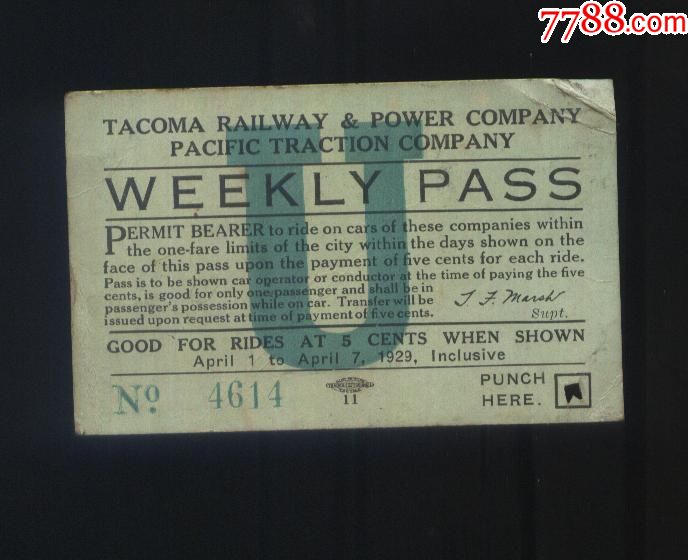 7788.com
TACOMA RAILWAY & POWER COMPANY
PACIFIC TRACTION COMPANY
WEEKLY PASS
PERMIT BEARER to ride on cars of these companies within
the one-fare limits of the city within the days shown on the
face of this pass upon the payment of five cents for each ride.
Pass is to be shown car operator or conductor at the time of paying the five
cents, is good for only one passenger and shall be in
passenger's possession while on car. Transfer will be
issued upon request at time of payment of five cents.
T. F. Marsh
Supt.
U
GOOD FOR RIDES AT 5 CENTS WHEN SHOWN
April 1 to April 7, 1929, Inclusive
No. 4614
11
PUNCH
HERE.